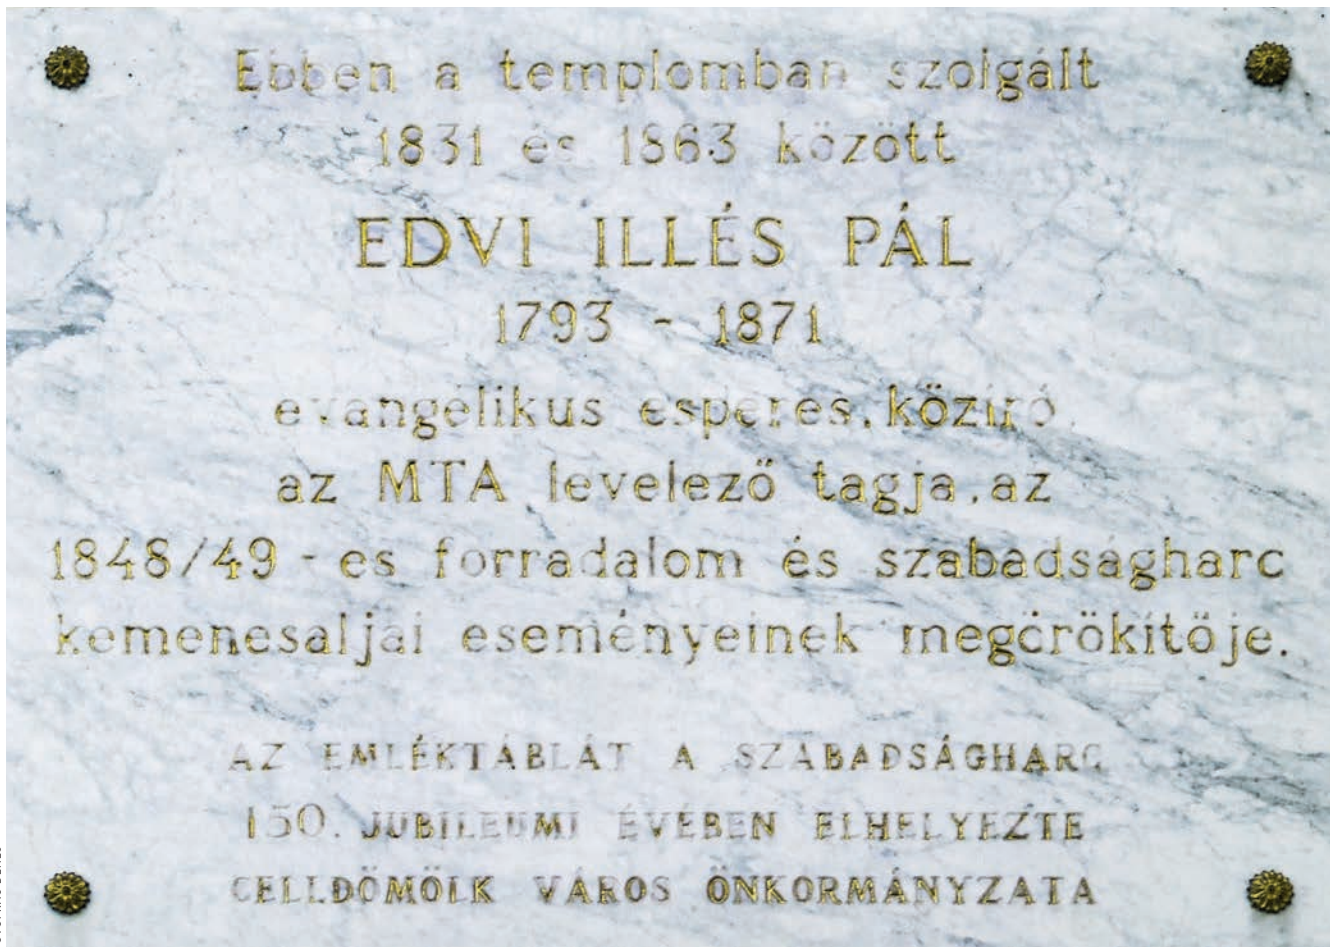 Ebben a templomban szolgált
1831 és 1863 között
EDVI ILLÉS PÁL
1793 - 1871
evangélikus esperes, közíró,
az MTA levelező tagja, az
1848/49 - es forradalom és szabadságharc
kemenesaljai eseményeinek megörökítője.
AZ EMLÉKTÁBLÁT A SZABADSÁGHARC
150. JUBILEUMI ÉVÉBEN ELHELYEZTE
CELLDÖMÖLK VÁROS ÖNKORMÁNYZATA